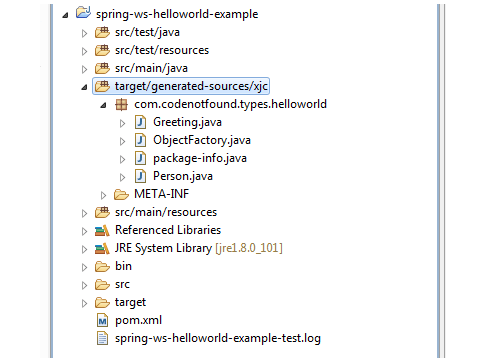 spring-ws-helloworld-example
src/test/java
src/test/resources
src/main/java
target/generated-sources/xjc
com.codenotfound.types.helloworld
Greeting.java
ObjectFactory.java
package-info.java
Person.java
META-INF
src/main/resources
Referenced Libraries
JRE System Library [jre1.8.0_101]
bin
src
target
pom.xml
spring-ws-helloworld-example-test.log